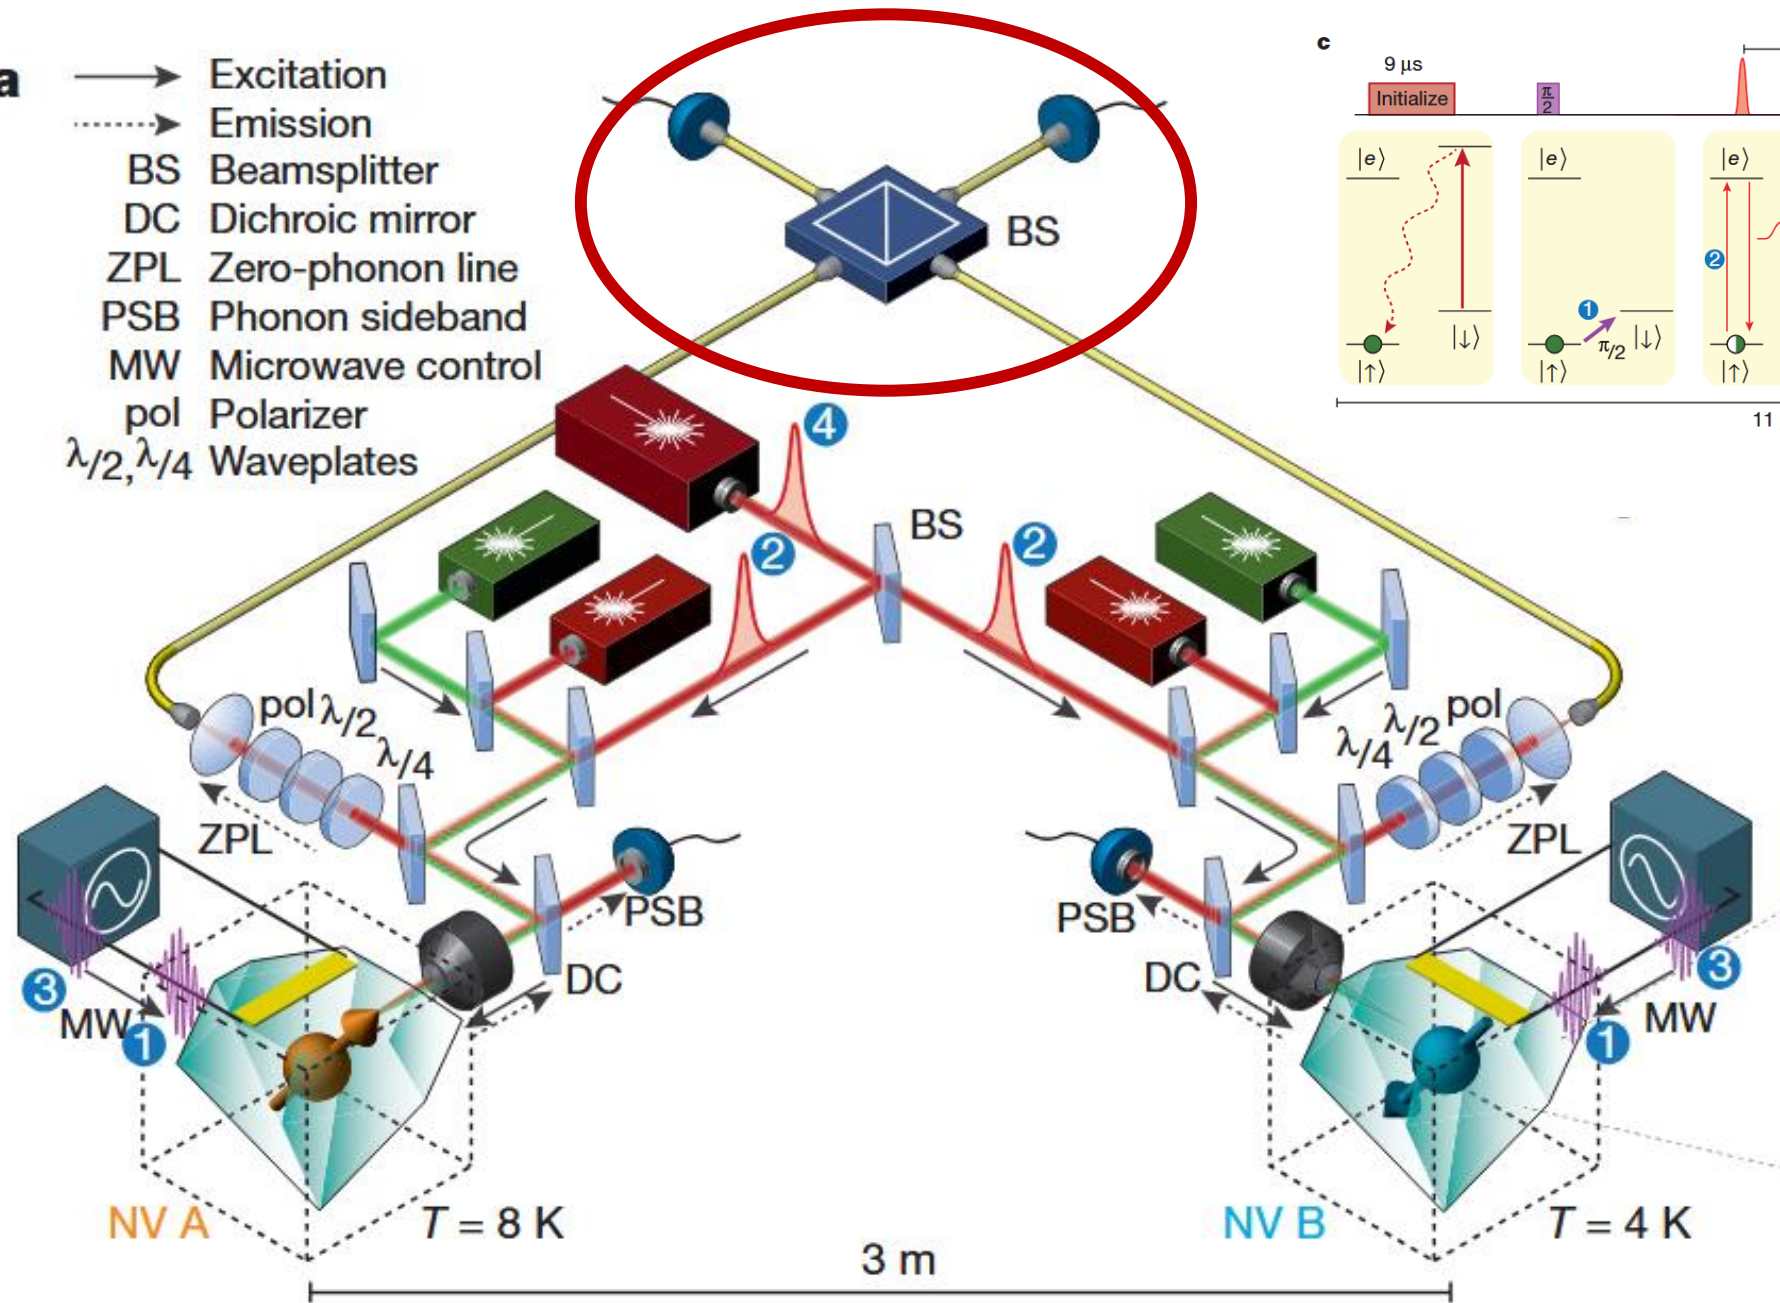 a
Excitation
Emission
BS Beamsplitter
DC Dichroic mirror
ZPL Zero-phonon line
PSB Phonon sideband
MW Microwave control
pol Polarizer
λ/2,λ/4 Waveplates
BS
c
9 μs
Initialize
π/2
|e⟩
|e⟩
|e⟩
2
1
π/2
|↓⟩
|↓⟩
|↑⟩
|↑⟩
|↑⟩
11
4
BS
2
2
pol
λ/2
λ/4
λ/4
λ/2
pol
ZPL
ZPL
PSB
PSB
DC
DC
3
MW
1
3
MW
1
NV A
T = 8 K
NV B
T = 4 K
3 m